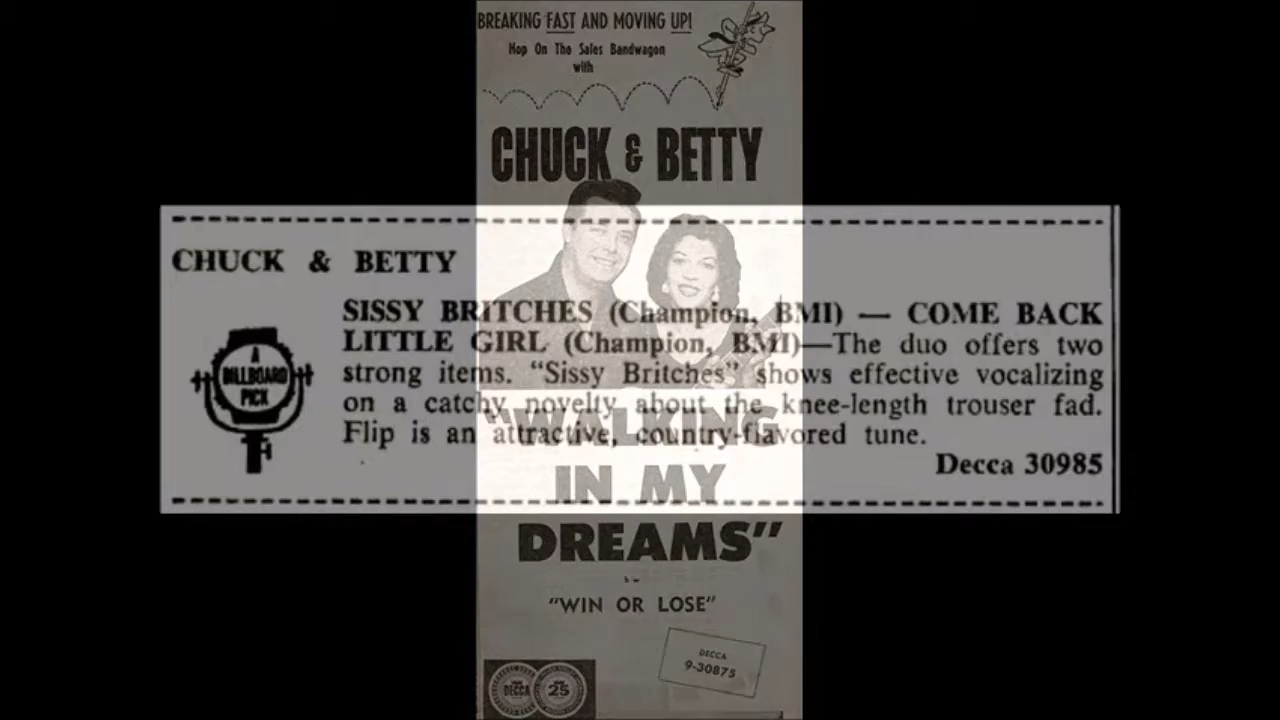 BREAKING FAST AND MOVING UP!
Hop On The Sales Bandwagon
with
CHUCK & BETTY
CHUCK & BETTY
SISSY BRITCHES (Champion, BMI) — COME BACK
LITTLE GIRL (Champion, BMI)—The duo offers two
strong items. "Sissy Britches" shows effective vocalizing
on a catchy novelty about the knee-length trouser fad.
Flip is an attractive, country-flavored tune.
Decca 30985
A
BILLBOARD
PICK
"WALKING
IN MY
DREAMS"
"WIN OR LOSE"
DECCA
9-30875
DECCA
25